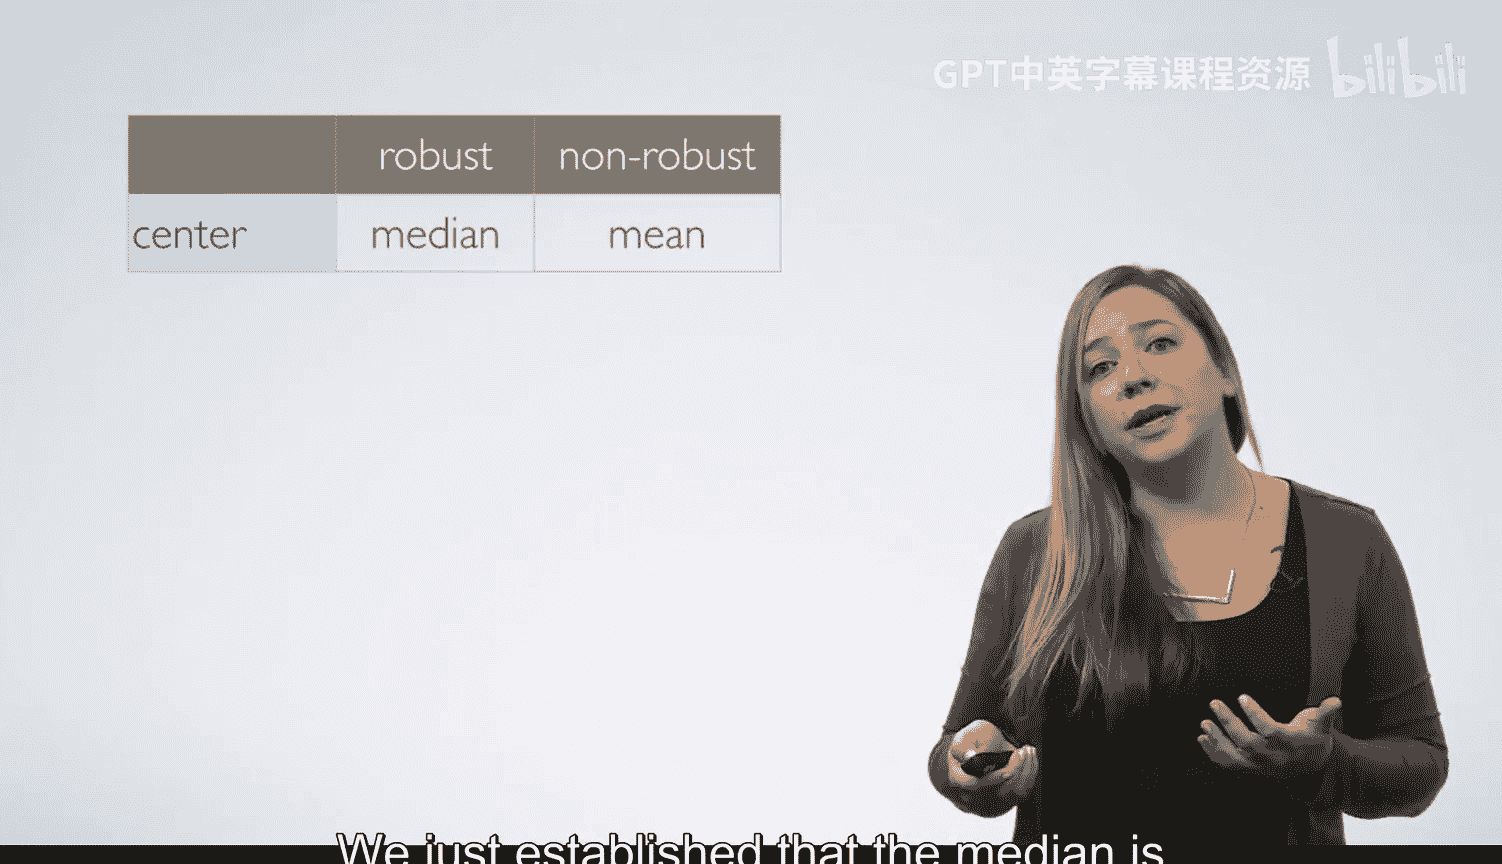 GPT中英字幕课程资源 bilibili
robust non-robust
center median mean
We just established that the median is